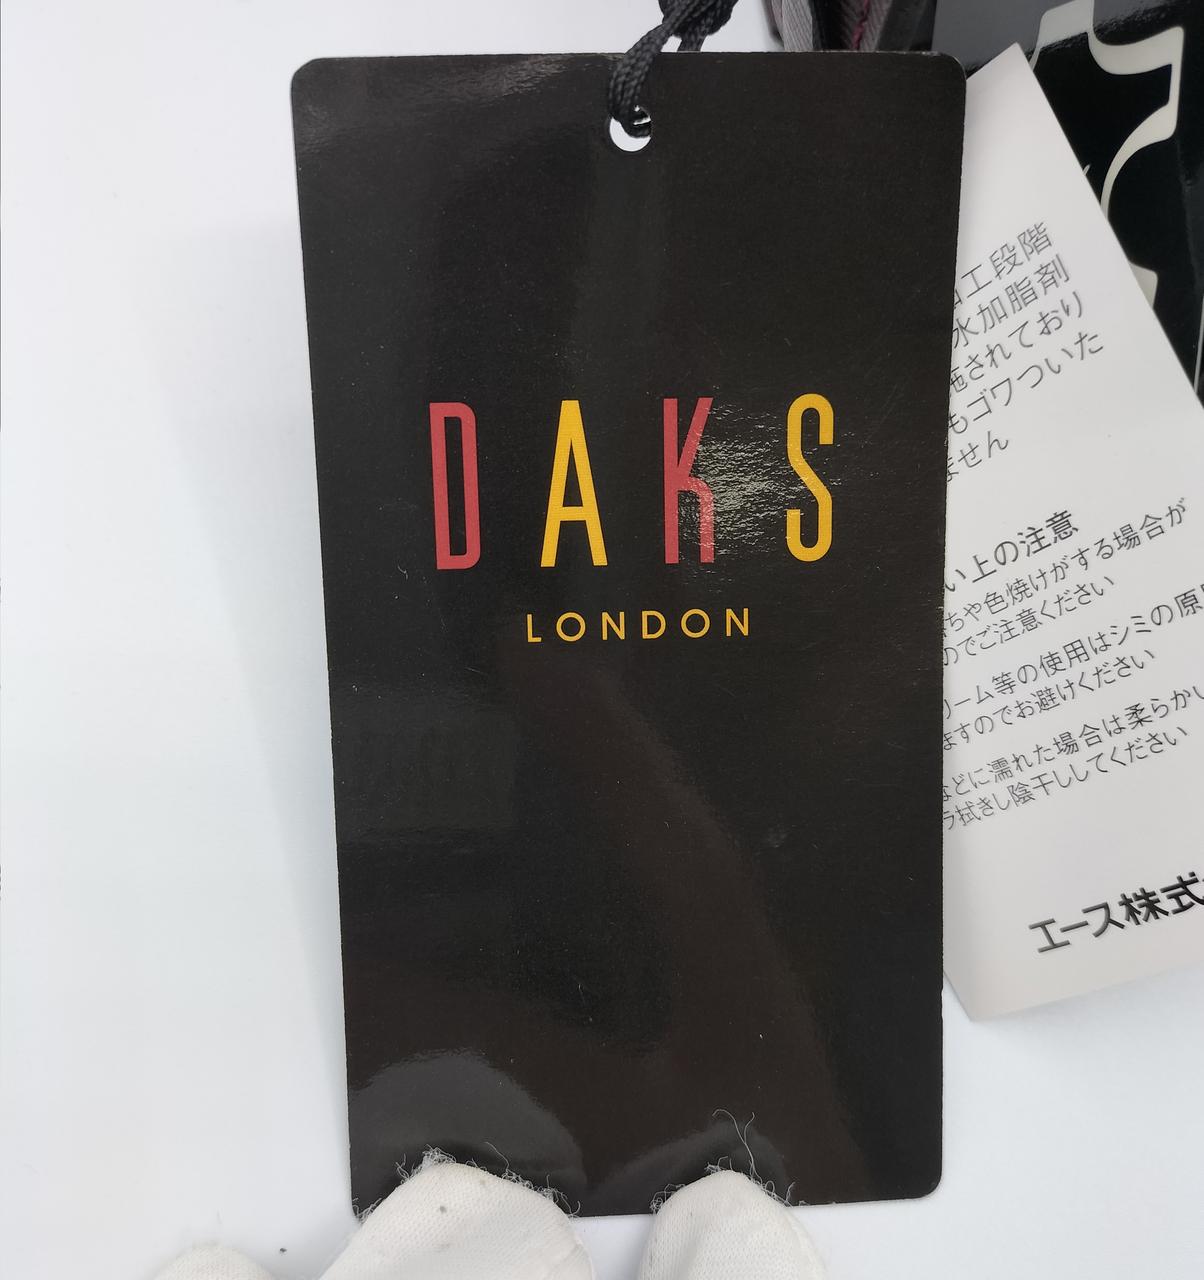 DAKS
LONDON
工段階
水加脂剤
施されており
もゴワついた
ません
い上の注意
ちや色焼けがする場合が
のでご注意ください
リーム等の使用はシミの原
ますのでお避けください
などに濡れた場合は柔らかい
ラ拭きし陰干ししてください
エース株式